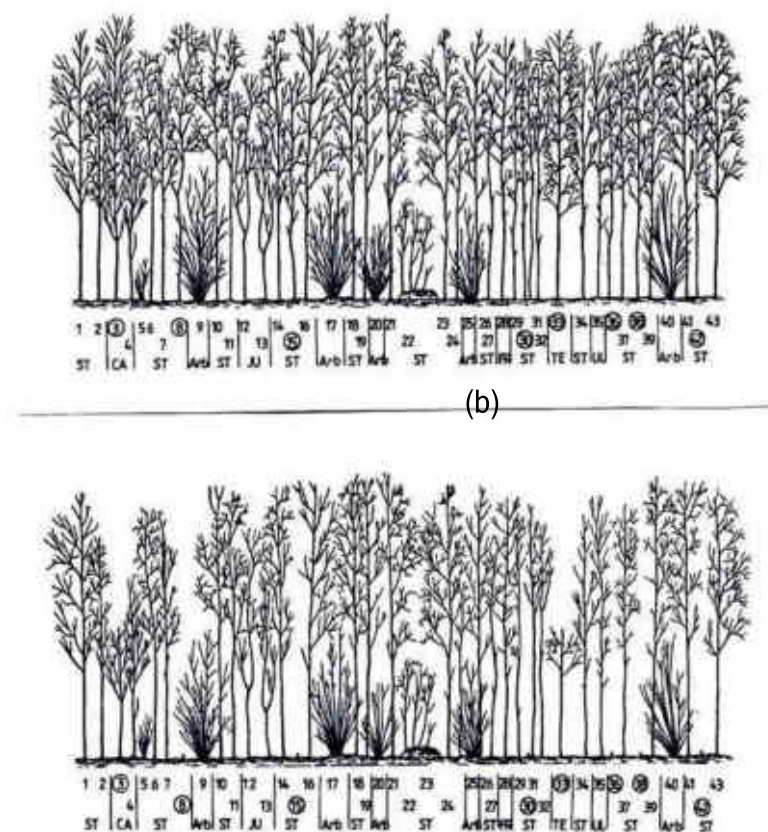 1 2 3 5 6 8 9 10 12 14 16 17 18 20 21 23 25 26 28 29 31 33 34 35 36 38 40 41 43
4 7 11 13 15 19 22 24 27 30 32 37 39 42
ST CA ST Arb ST JU ST Arb ST Arb ST Arb ST FR ST TE ST UL ST Arb ST
(b)
1 2 3 5 6 7 9 10 12 14 16 17 18 20 21 23 25 26 28 29 31 33 34 35 36 38 40 41 43
4 8 11 13 15 19 22 24 27 30 32 37 39 42
ST CA ST Arb ST JU ST Arb ST Arb ST Arb ST FR ST TE ST UL ST Arb ST